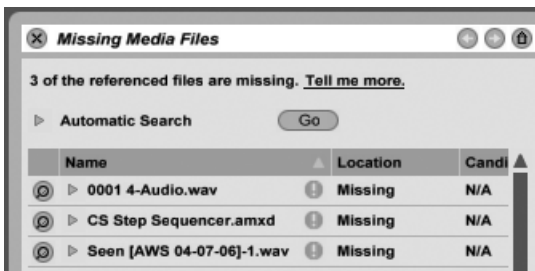 Missing Media Files
3 of the referenced files are missing. Tell me more.
Automatic Search Go
Name Location Candi
0001 4-Audio.wav Missing N/A
CS Step Sequencer.amxd Missing N/A
Seen [AWS 04-07-06]-1.wav Missing N/A